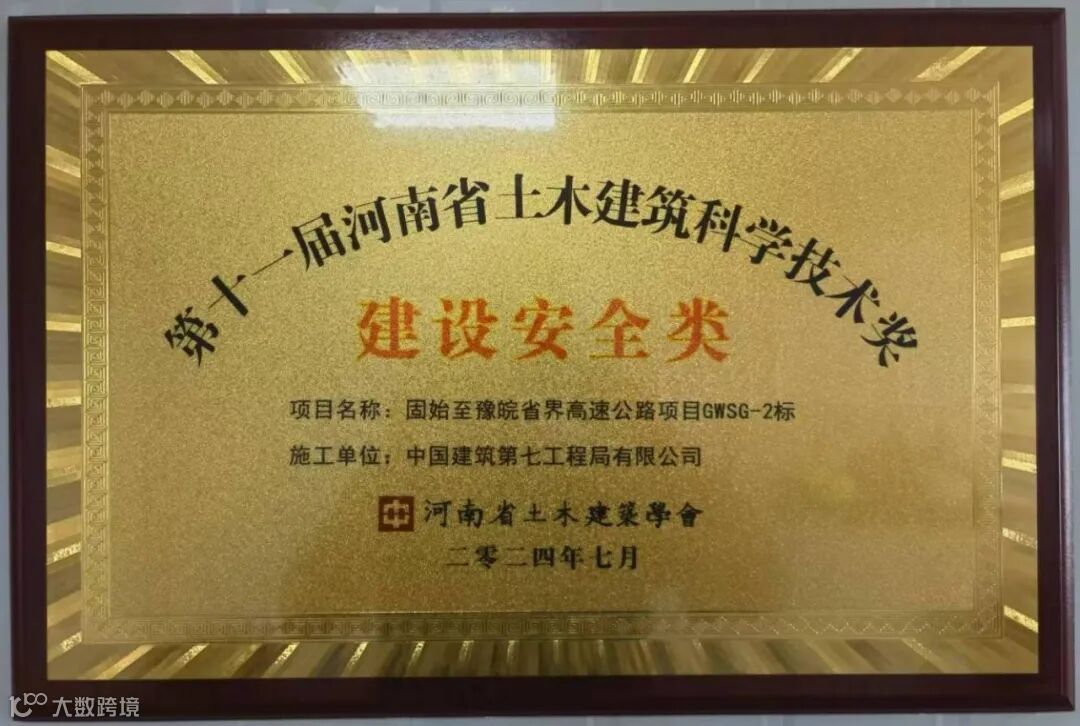 第十一届河南省土木建筑科学技术奖
建设安全类
项目名称：固始至豫皖省界高速公路项目GWSG-2标
施工单位：中国建筑第七工程局有限公司
河南省土木建築學會
二零二四年七月
大数跨境